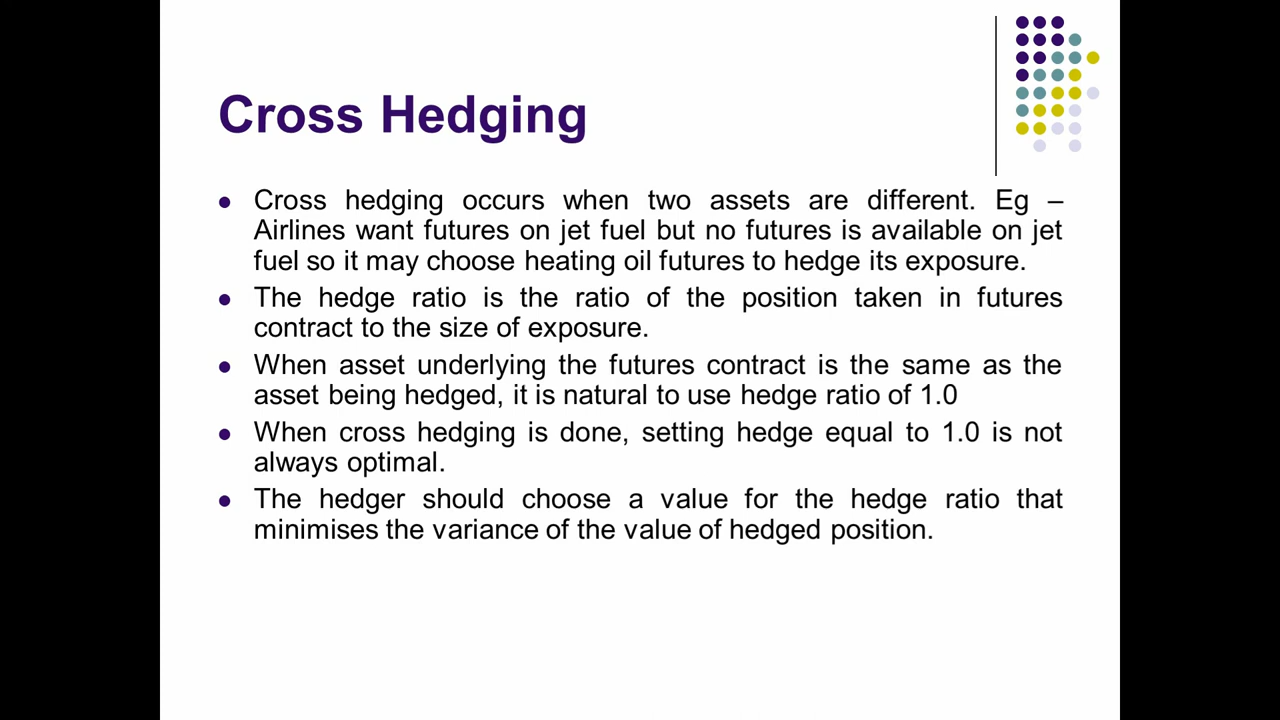 Cross Hedging
Cross hedging occurs when two assets are different. Eg –
Airlines want futures on jet fuel but no futures is available on jet
fuel so it may choose heating oil futures to hedge its exposure.
The hedge ratio is the ratio of the position taken in futures
contract to the size of exposure.
When asset underlying the futures contract is the same as the
asset being hedged, it is natural to use hedge ratio of 1.0
When cross hedging is done, setting hedge equal to 1.0 is not
always optimal.
The hedger should choose a value for the hedge ratio that
minimises the variance of the value of hedged position.